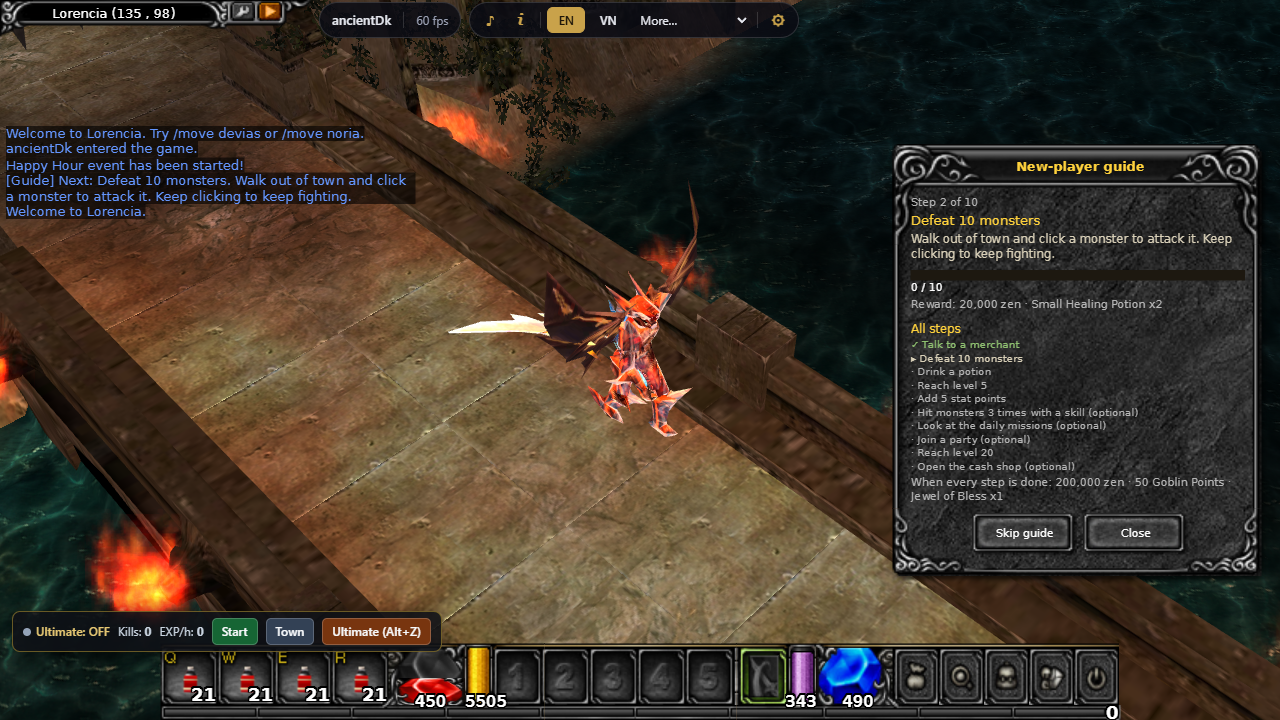 Lorencia (135 , 98)
ancientDk
60 fps
EN
VN
More...
Welcome to Lorencia. Try /move devias or /move noria.
ancientDk entered the game.
Happy Hour event has been started!
[Guide] Next: Defeat 10 monsters. Walk out of town and click
a monster to attack it. Keep clicking to keep fighting.
Welcome to Lorencia.
New-player guide
Step 2 of 10
Defeat 10 monsters
Walk out of town and click a monster to attack it. Keep
clicking to keep fighting.
0 / 10
Reward: 20,000 zen · Small Healing Potion x2
All steps
✓ Talk to a merchant
▸ Defeat 10 monsters
· Drink a potion
· Reach level 5
· Add 5 stat points
· Hit monsters 3 times with a skill (optional)
· Look at the daily missions (optional)
· Join a party (optional)
· Reach level 20
· Open the cash shop (optional)
When every step is done: 200,000 zen · 50 Goblin Points ·
Jewel of Bless x1
Skip guide
Close
Ultimate: OFF Kills: 0 EXP/h: 0 Start Town Ultimate (Alt+Z)
Q W E R
21 21 21 21 450 5505 1 2 3 4 5 343 490
0